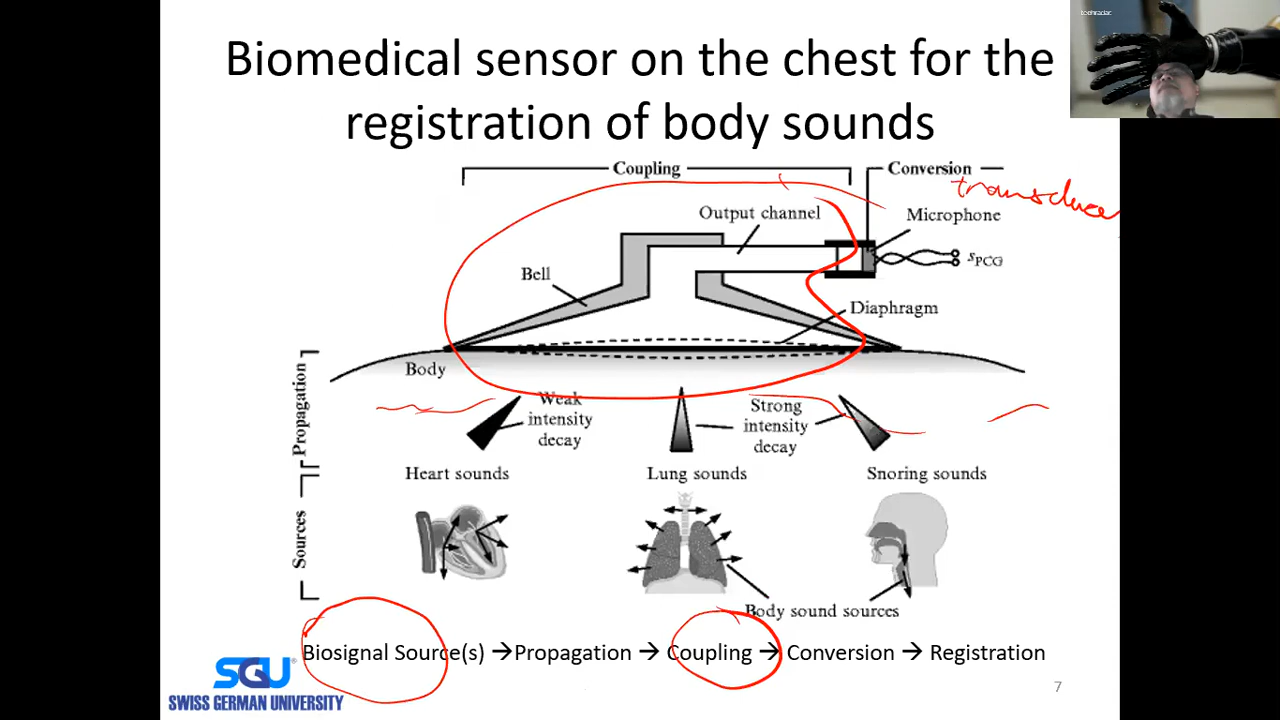 techradar
Biomedical sensor on the chest for the
registration of body sounds
Coupling
Conversion
transducer
Output channel
Microphone
sPCG
Bell
Diaphragm
Body
Propagation
Weak
intensity
decay
Strong
intensity
decay
Heart sounds
Lung sounds
Snoring sounds
Sources
Body sound sources
Biosignal Source(s) →Propagation → Coupling → Conversion → Registration
SGU®
SWISS GERMAN UNIVERSITY
7